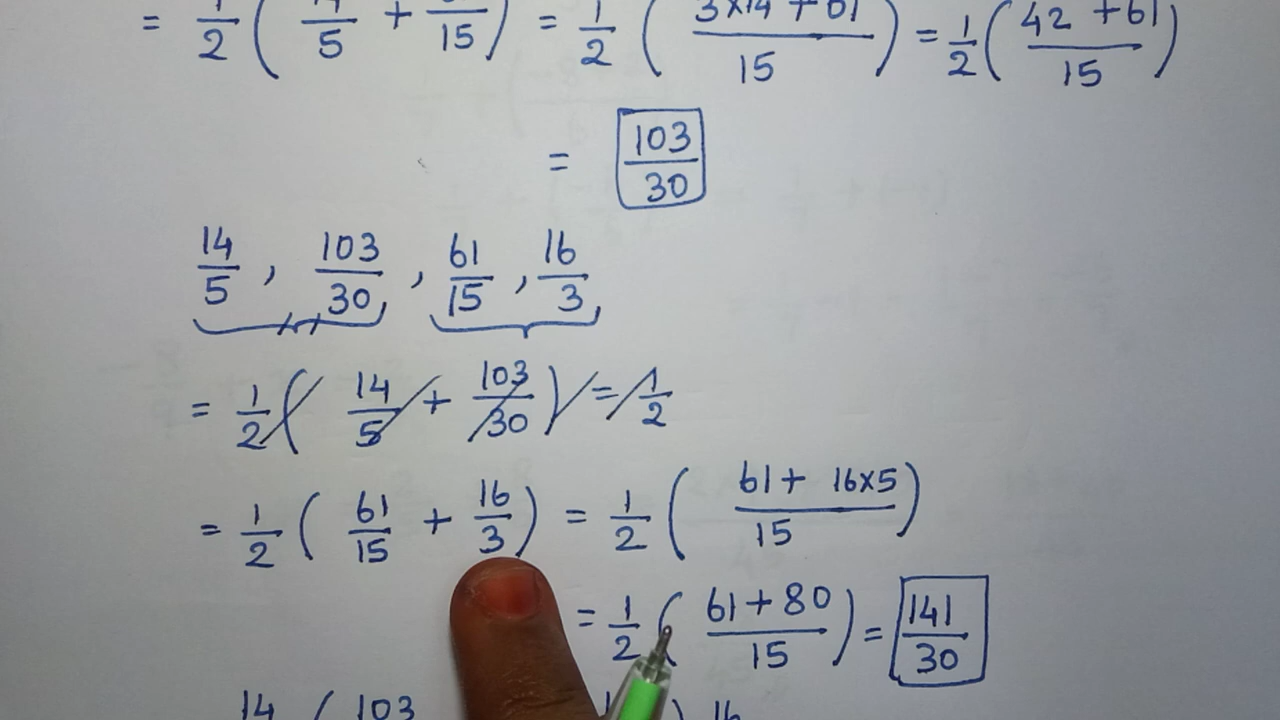 = 1/2 ( 14/5 + 61/15 ) = 1/2 ( 3×14 + 61 / 15 ) = 1/2 ( 42 + 61 / 15 )
= 103/30
14/5 , 103/30 , 61/15 , 16/3
= 1/2 ( 14/5 + 103/30 ) = 1/2
= 1/2 ( 61/15 + 16/3 ) = 1/2 ( 61 + 16×5 / 15 )
= 1/2 ( 61 + 80 / 15 ) = 141/30
14 ( 103 ) 16